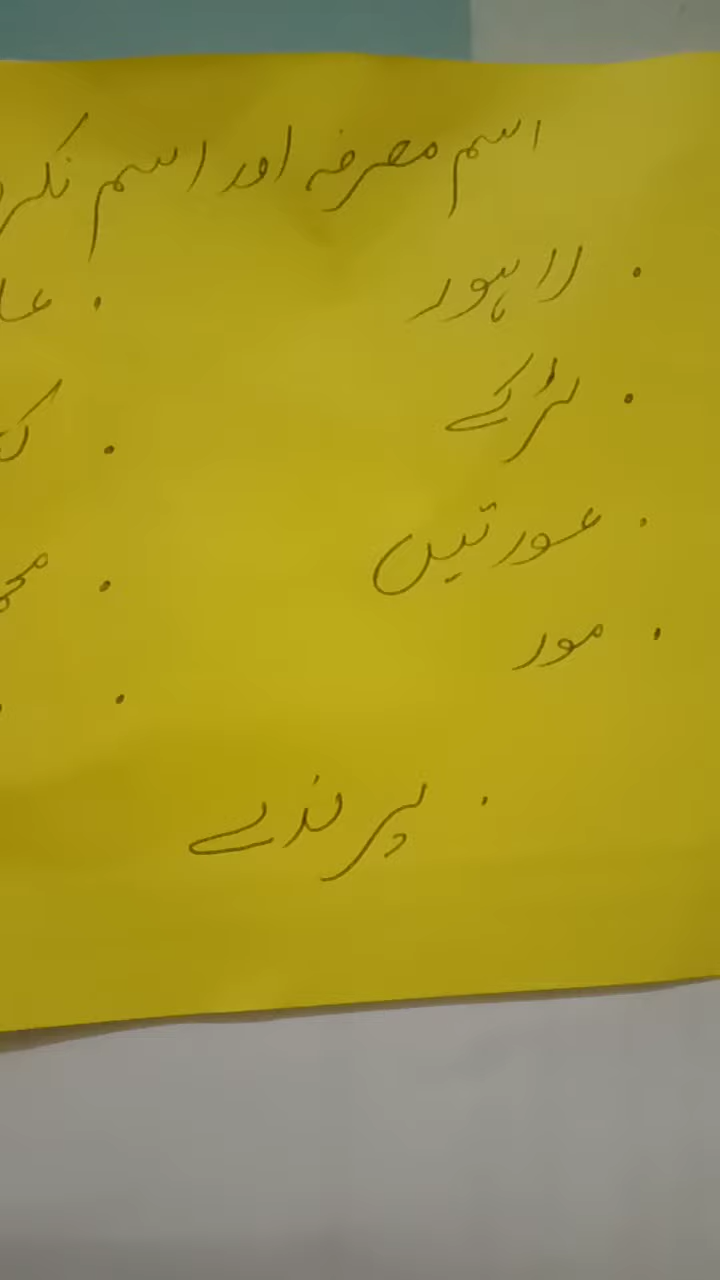 اسم معرفہ اور اسم
لاہور
لڑکے
عورتیں
مور
پرندے